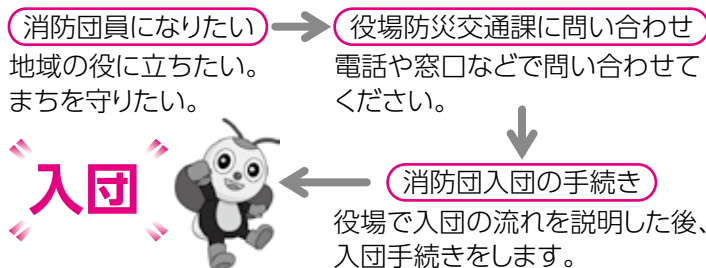 消防団員になりたい
地域の役に立ちたい。
まちを守りたい。
役場防災交通課に問い合わせ
電話や窓口などで問い合わせて
ください。
消防団入団の手続き
役場で入団の流れを説明した後、
入団手続きをします。
入団